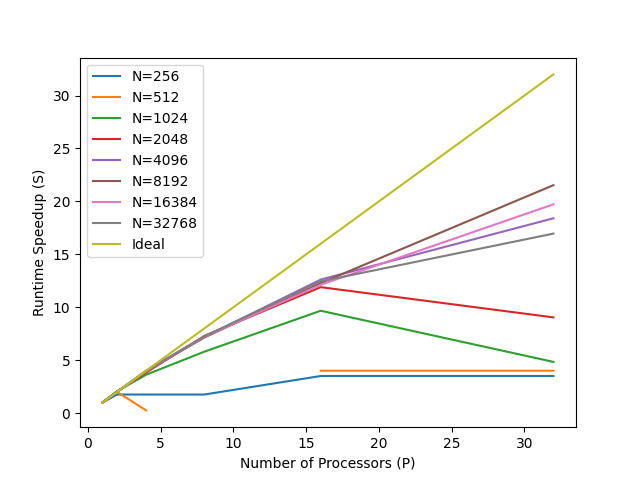 N=256
N=512
N=1024
N=2048
N=4096
N=8192
N=16384
N=32768
Ideal
30
25
20
15
10
5
0
Runtime Speedup (S)
0 5 10 15 20 25 30
Number of Processors (P)